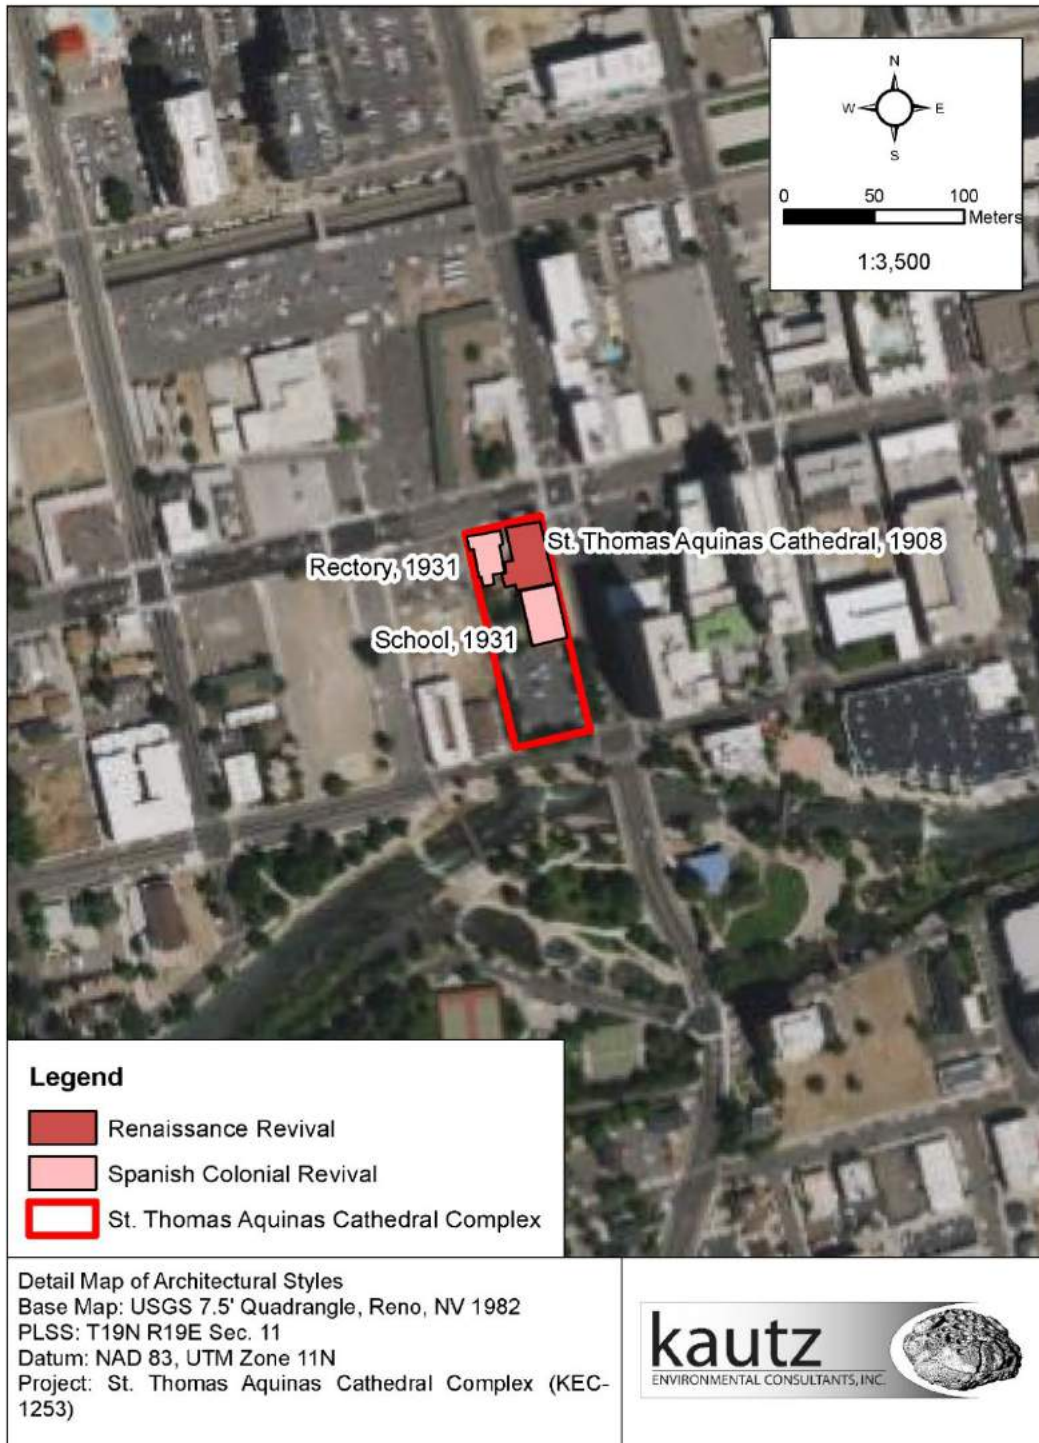 N
W E
S
0 50 100
Meters
1:3,500
St. Thomas Aquinas Cathedral, 1908
Rectory, 1931
School, 1931
Legend
Renaissance Revival
Spanish Colonial Revival
St. Thomas Aquinas Cathedral Complex
Detail Map of Architectural Styles
Base Map: USGS 7.5' Quadrangle, Reno, NV 1982
PLSS: T19N R19E Sec. 11
Datum: NAD 83, UTM Zone 11N
Project: St. Thomas Aquinas Cathedral Complex (KEC-
1253)
kautz
ENVIRONMENTAL CONSULTANTS, INC.